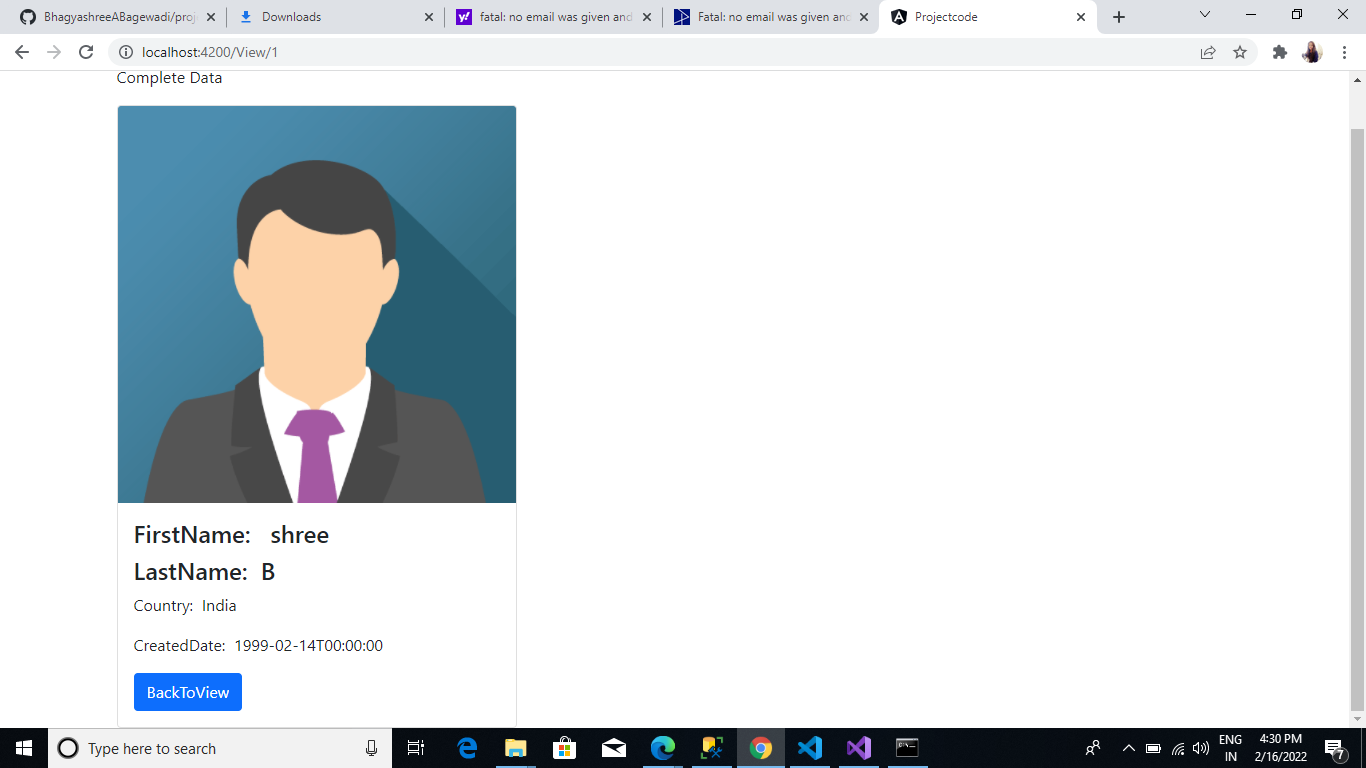 BhagyashreeABagewadi/proj
Downloads
fatal: no email was given and
Fatal: no email was given and
Projectcode
localhost:4200/View/1
Complete Data
FirstName: shree
LastName: B
Country: India
CreatedDate: 1999-02-14T00:00:00
BackToView
Type here to search
ENG
IN
4:30 PM
2/16/2022
7